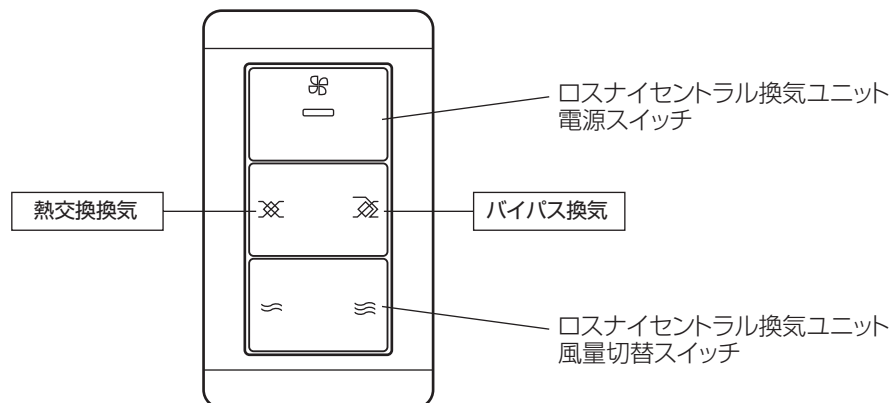 ロスナイセントラル換気ユニット
電源スイッチ
熱交換換気
バイパス換気
ロスナイセントラル換気ユニット
風量切替スイッチ